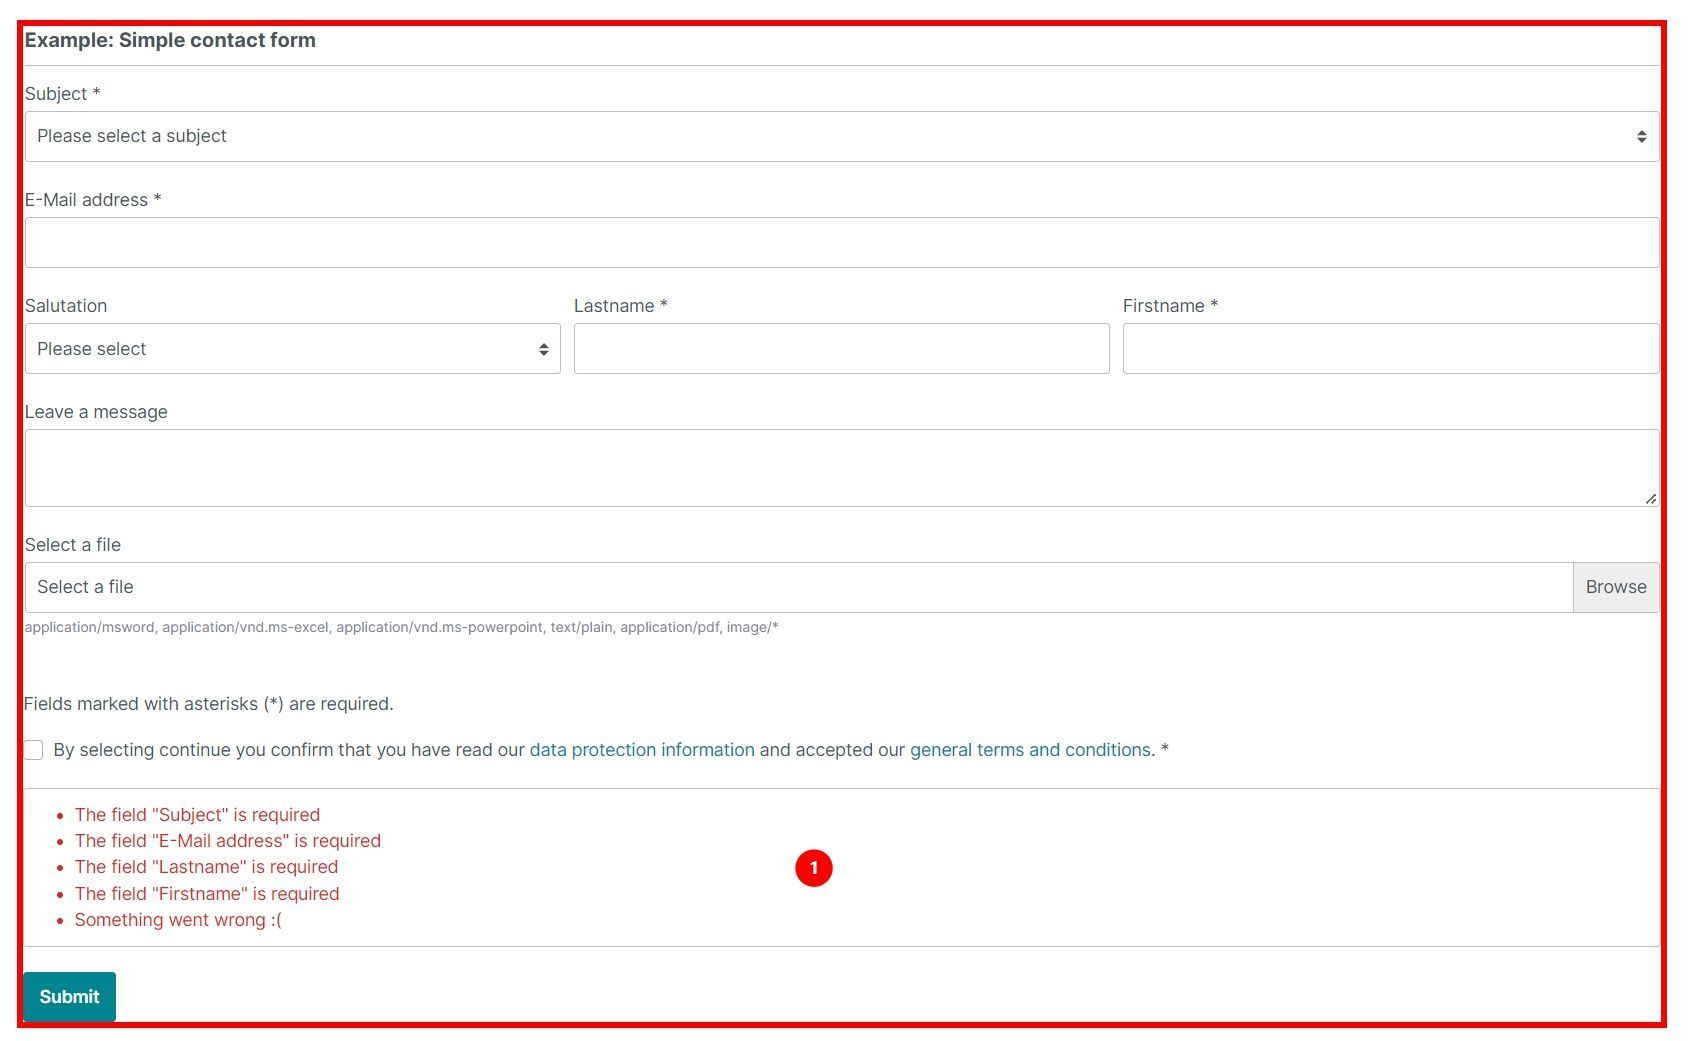 Example: Simple contact form
Subject *
Please select a subject
E-Mail address *
Salutation Lastname * Firstname *
Please select
Leave a message
Select a file
Select a file Browse
application/msword, application/vnd.ms-excel, application/vnd.ms-powerpoint, text/plain, application/pdf, image/*
Fields marked with asterisks (*) are required.
By selecting continue you confirm that you have read our data protection information and accepted our general terms and conditions. *
• The field "Subject" is required
• The field "E-Mail address" is required
• The field "Lastname" is required
1
• The field "Firstname" is required
• Something went wrong :(
Submit